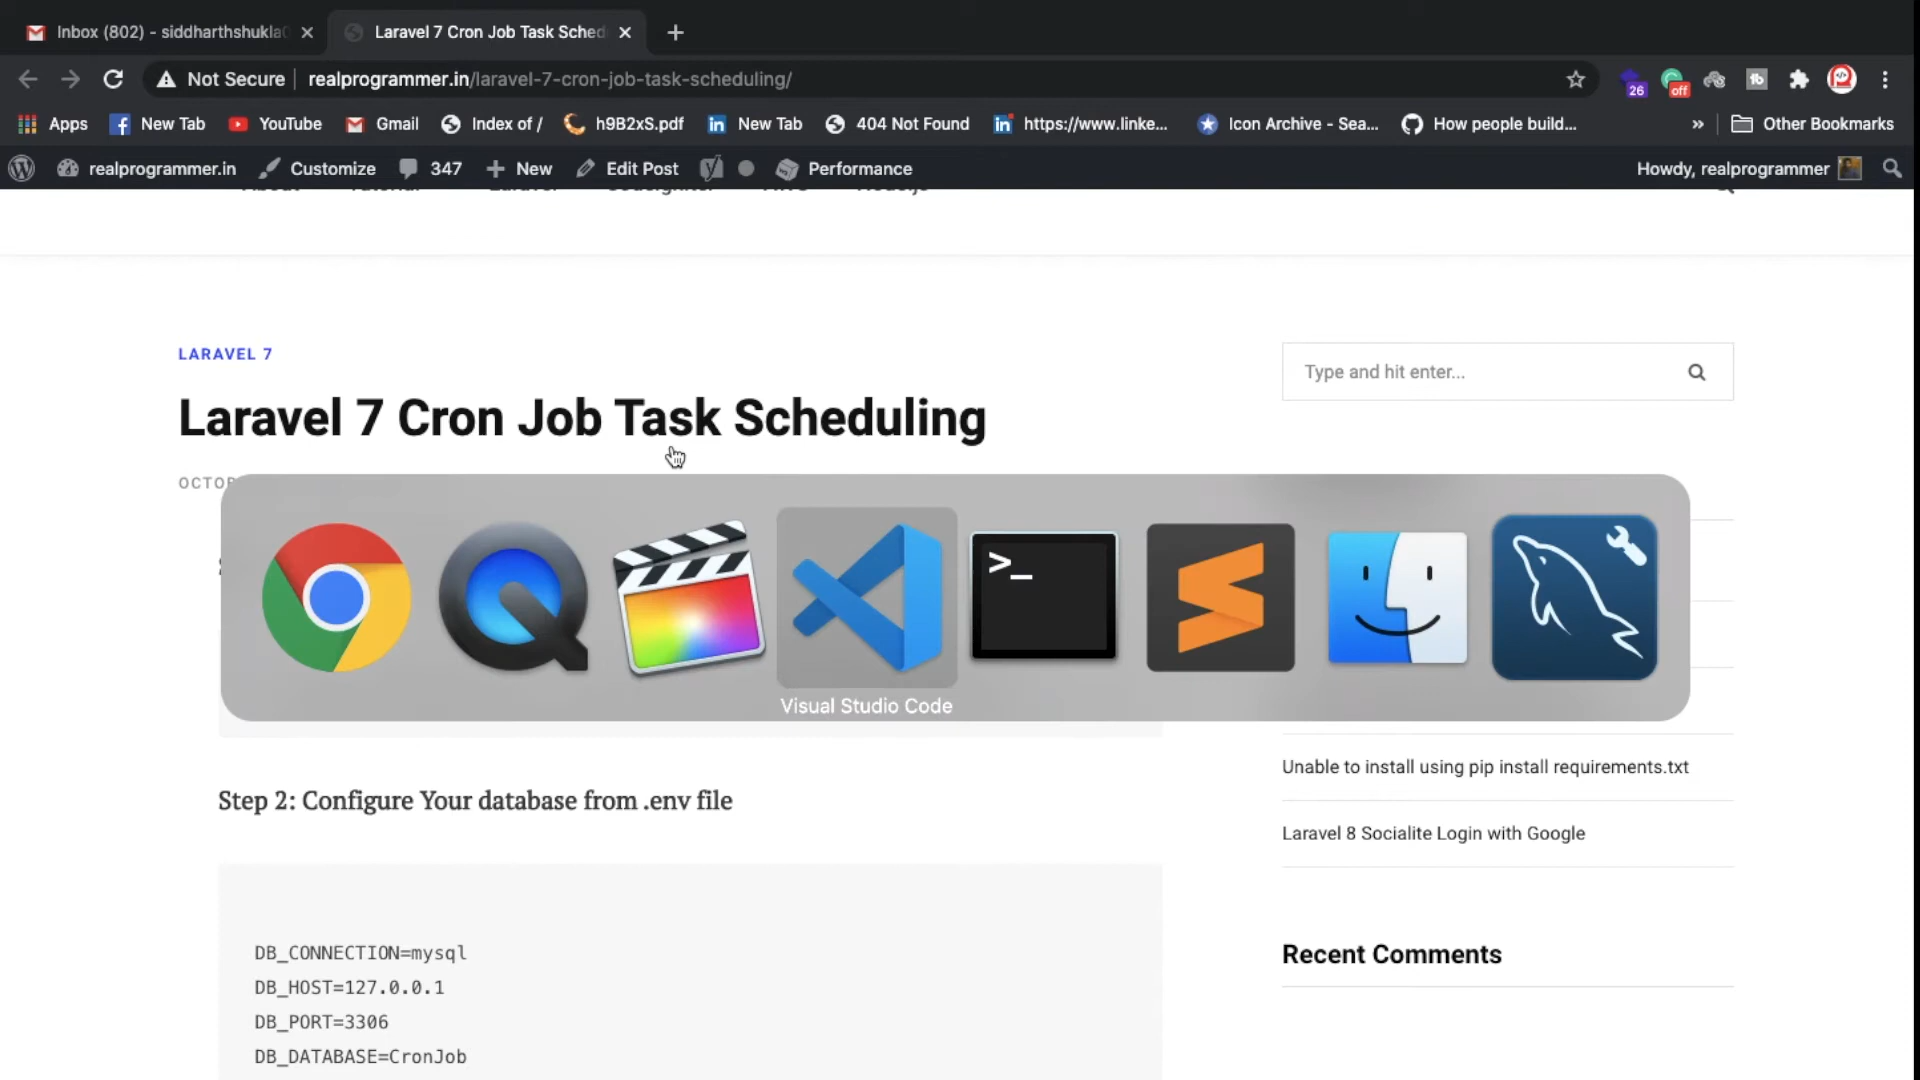 Inbox (802) - siddharthshukla
Laravel 7 Cron Job Task Sched
Not Secure
realprogrammer.in/laravel-7-cron-job-task-scheduling/
26
off
Apps
New Tab
YouTube
Gmail
Index of /
h9B2xS.pdf
New Tab
404 Not Found
https://www.linke...
Icon Archive - Sea...
How people build...
»
Other Bookmarks
realprogrammer.in
Customize
347
New
Edit Post
Performance
Howdy, realprogrammer
LARAVEL 7
Type and hit enter...
Laravel 7 Cron Job Task Scheduling
Visual Studio Code
Unable to install using pip install requirements.txt
Step 2: Configure Your database from .env file
Laravel 8 Socialite Login with Google
Recent Comments
DB_CONNECTION=mysql
DB_HOST=127.0.0.1
DB_PORT=3306
DB_DATABASE=CronJob